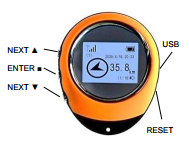 NEXT ▲
USB
ENTER ■
35.8
NEXT ▼
RESET